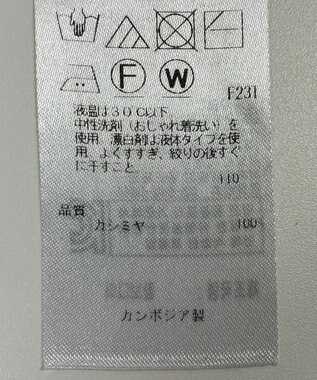 F
W
F231
液温は30℃以下
中性洗剤(おしゃれ着洗い)を
使用 漂白剤は液体タイプを使
用 よくすすぎ、絞りの後すぐ
に干すこと
110
品質
カシミヤ 100%
カンボジア製